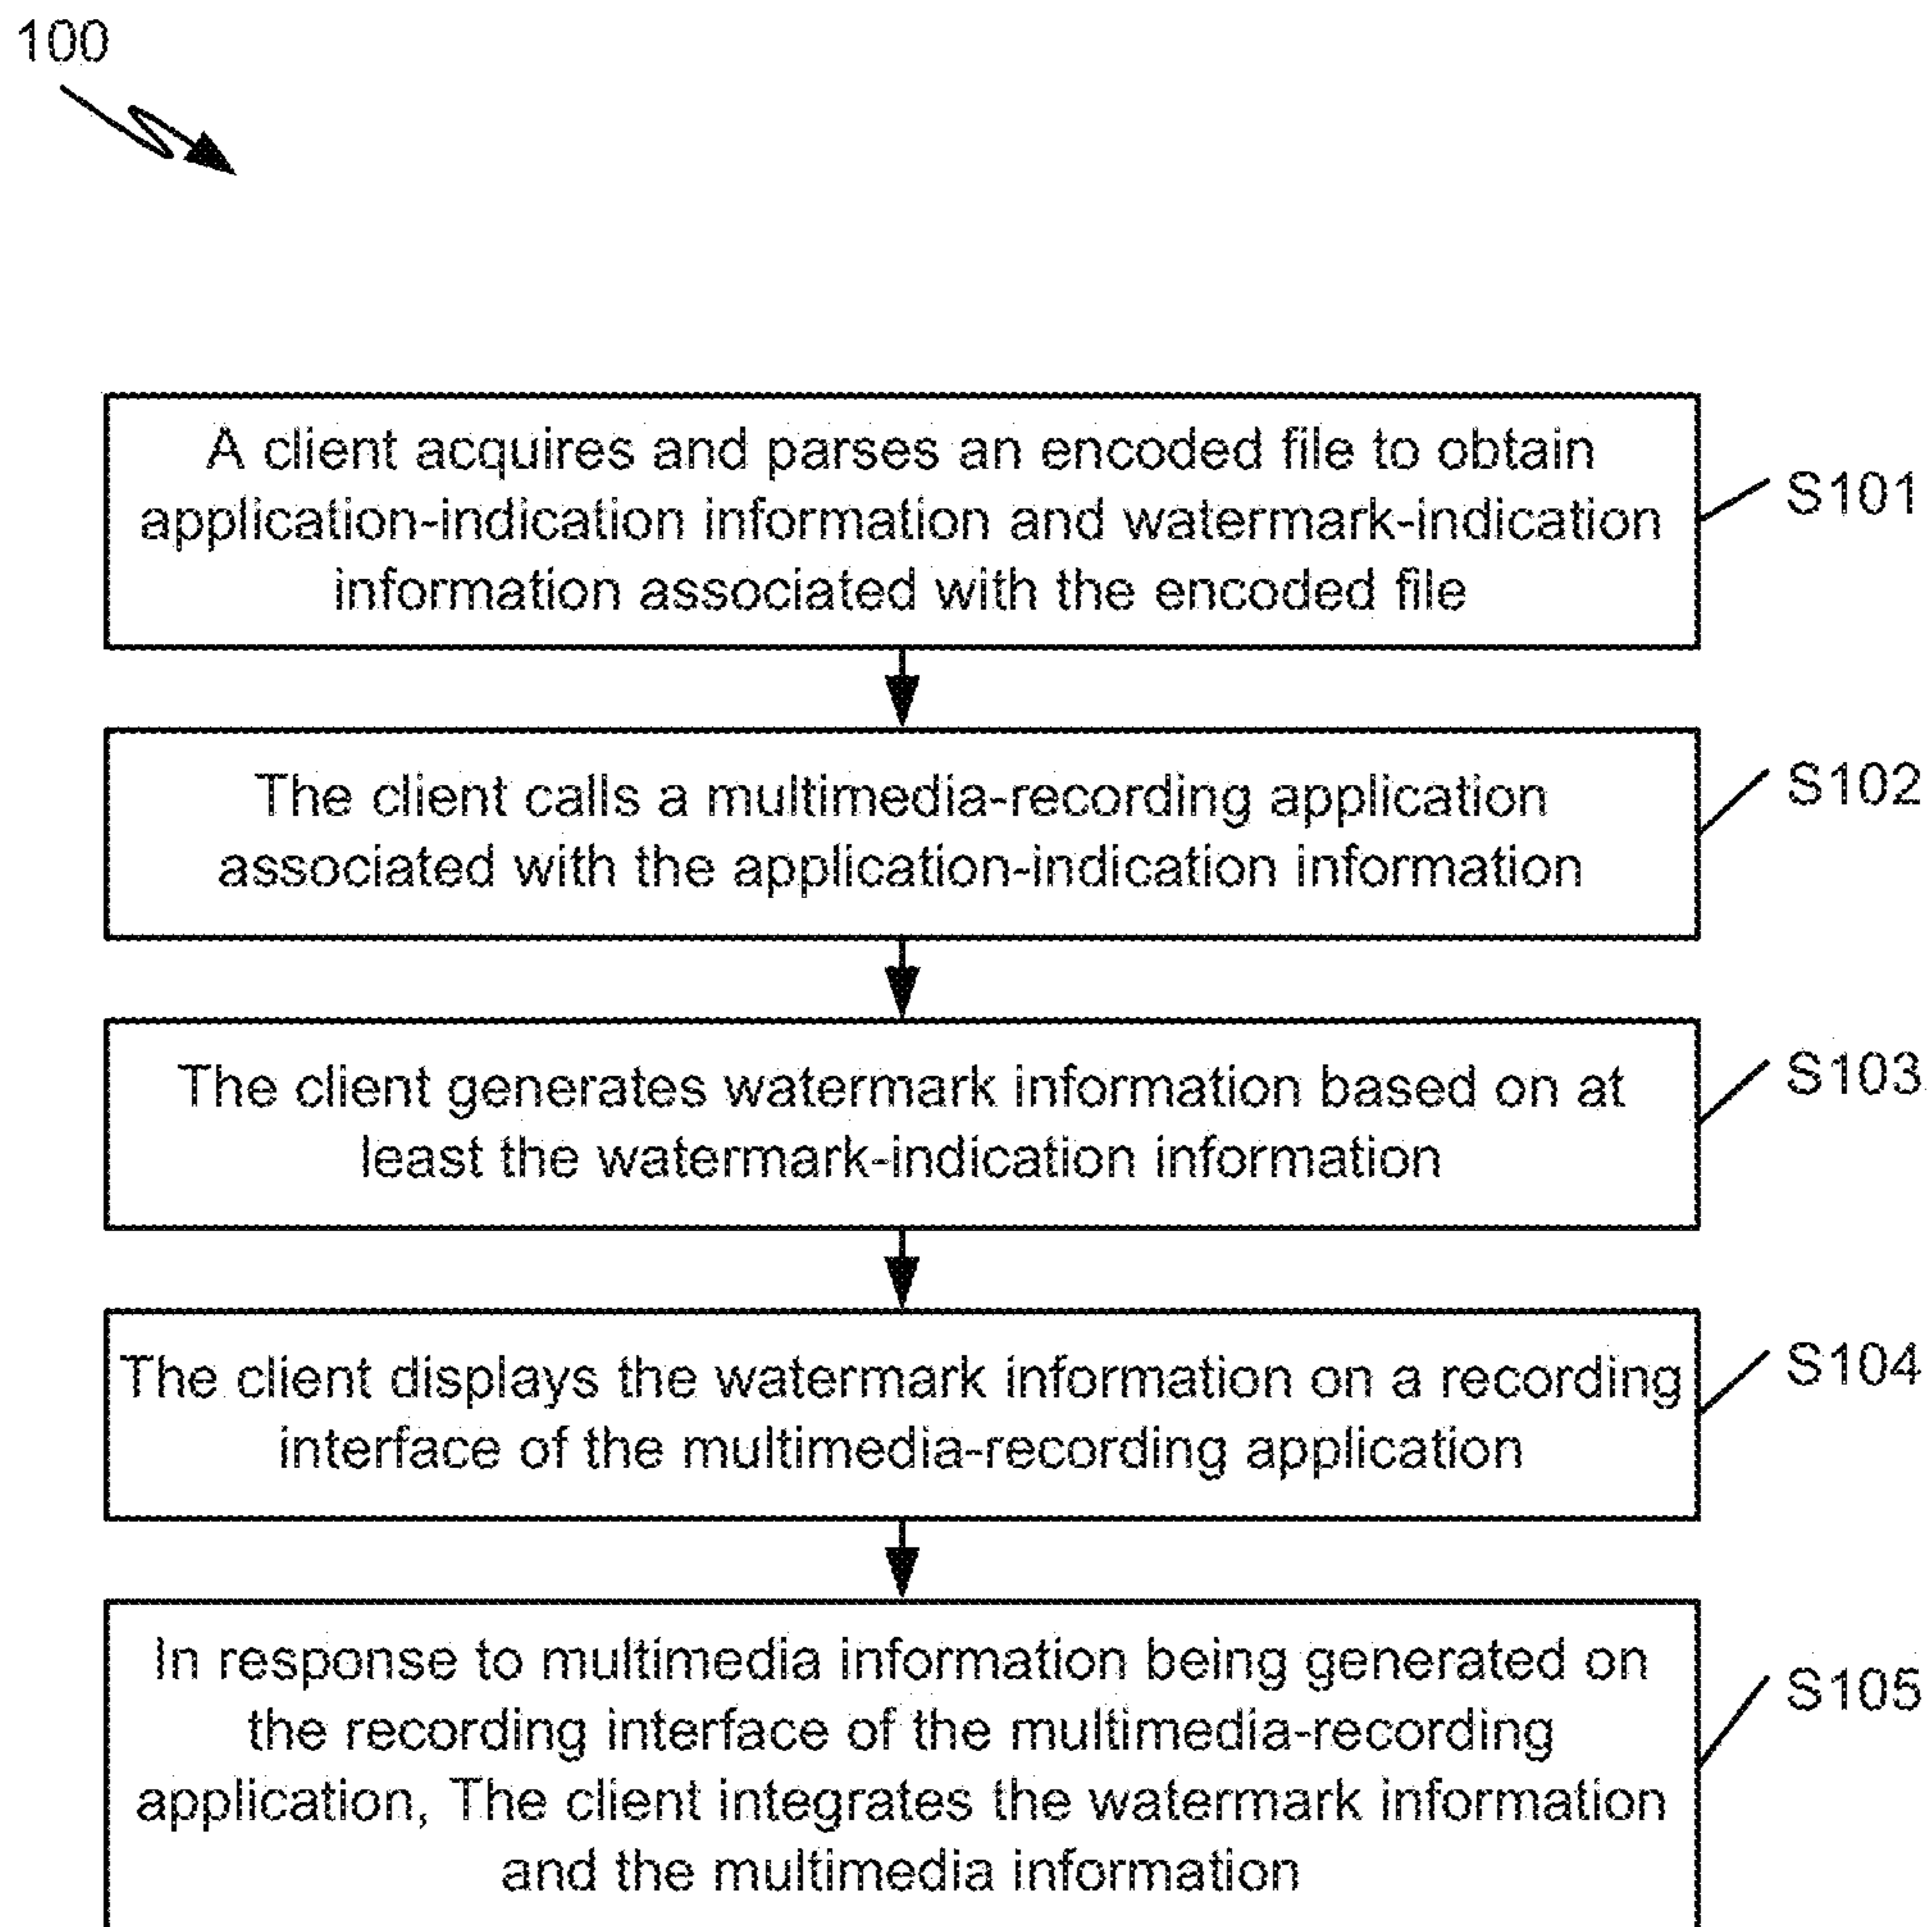 100
A client acquires and parses an encoded file to obtain
application-indication information and watermark-indication
information associated with the encoded file
S101
The client calls a multimedia-recording application
associated with the application-indication information
S102
The client generates watermark information based on at
least the watermark-indication information
S103
The client displays the watermark information on a recording
interface of the multimedia-recording application
S104
In response to multimedia information being generated on
the recording interface of the multimedia-recording
application, The client integrates the watermark information
and the multimedia information
S105